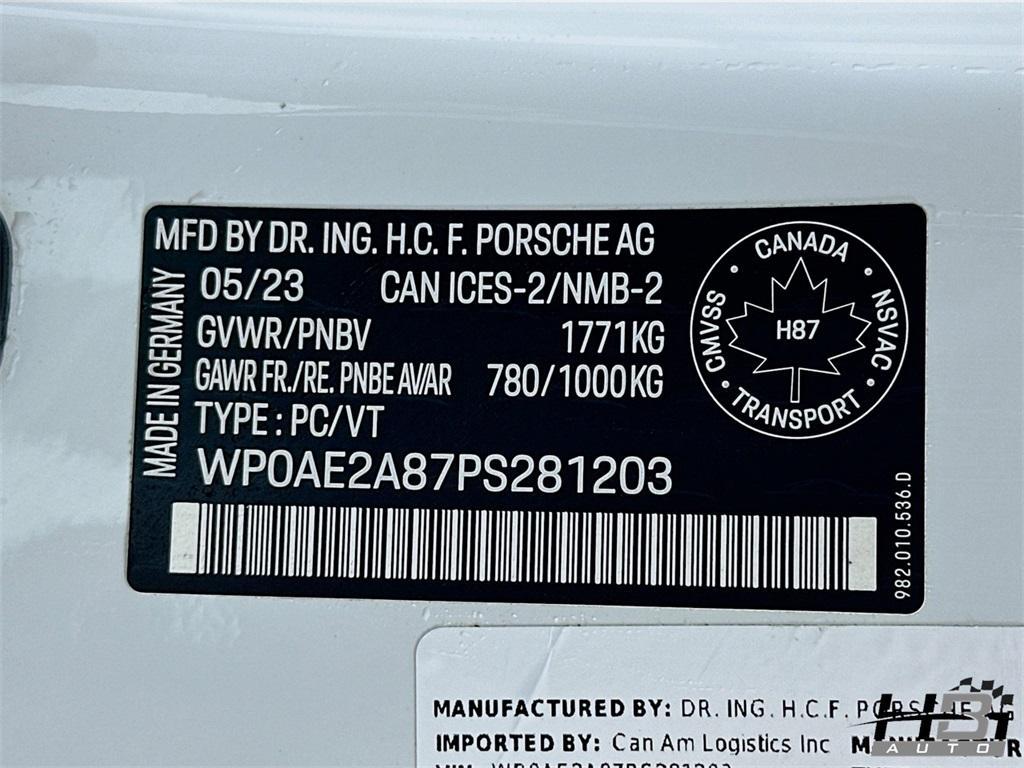 MFD BY DR. ING. H.C. F. PORSCHE AG
05/23 CAN ICES-2/NMB-2
GVWR/PNBV 1771KG
GAWR FR./RE. PNBE AV/AR 780/1000KG
TYPE : PC/VT
WP0AE2A87PS281203
MADE IN GERMANY
CANADA
CMVSS
NSVAC
H87
TRANSPORT
982.010.536.D
MANUFACTURED BY: DR. ING. H.C.F. PORSCHE AG
IMPORTED BY: Can Am Logistics Inc
WP0AE2A87PS281203
AUTO